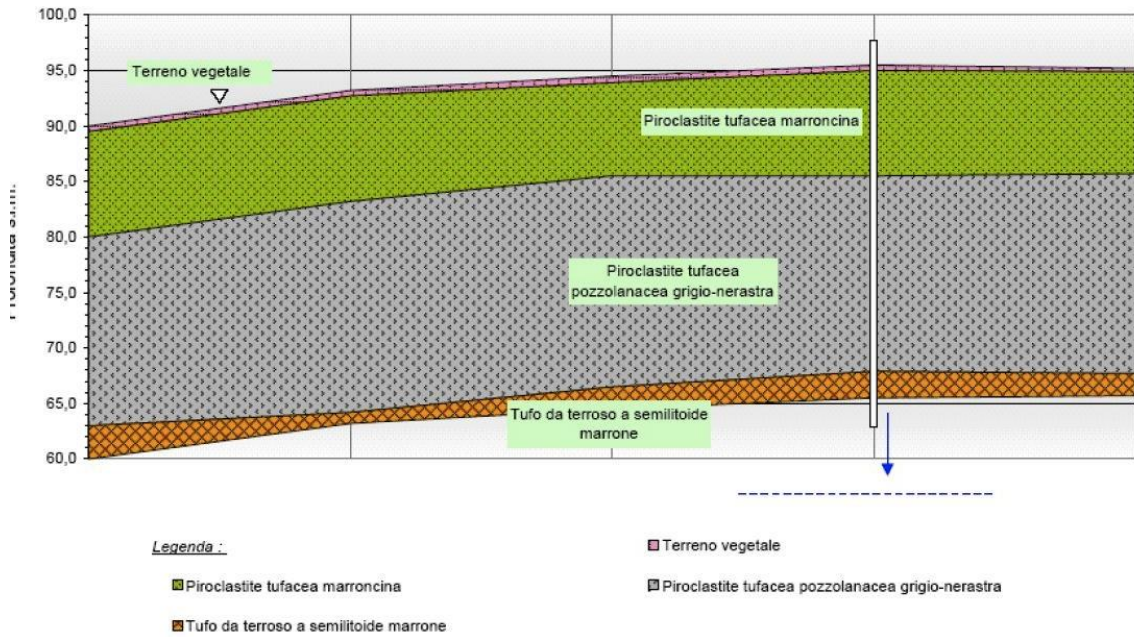 100,0
95,0
90,0
85,0
80,0
75,0
70,0
65,0
60,0
Terreno vegetale
Piroclastite tufacea marroncina
Piroclastite tufacea
pozzolanacea grigio-nerastra
Tufo da terroso a semilitoide
marrone
Legenda :
Terreno vegetale
Piroclastite tufacea marroncina
Piroclastite tufacea pozzolanacea grigio-nerastra
Tufo da terroso a semilitoide marrone